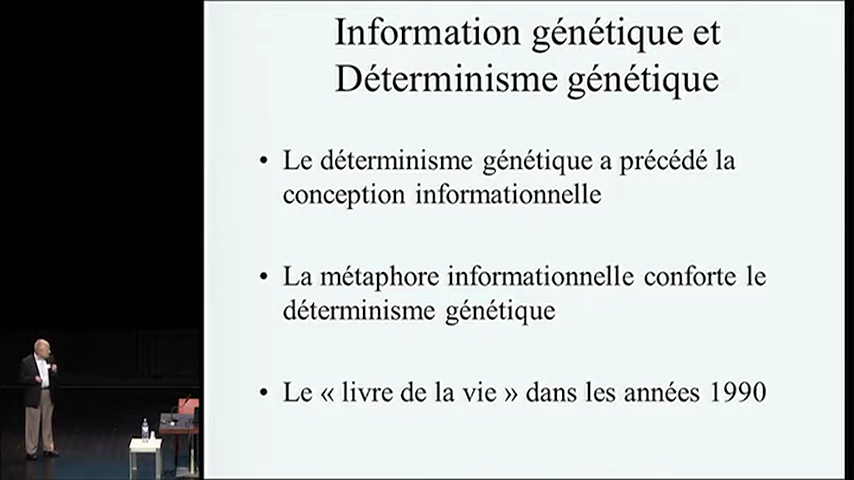 Information génétique et
Déterminisme génétique
• Le déterminisme génétique a précédé la
conception informationnelle
• La métaphore informationnelle conforte le
déterminisme génétique
• Le « livre de la vie » dans les années 1990